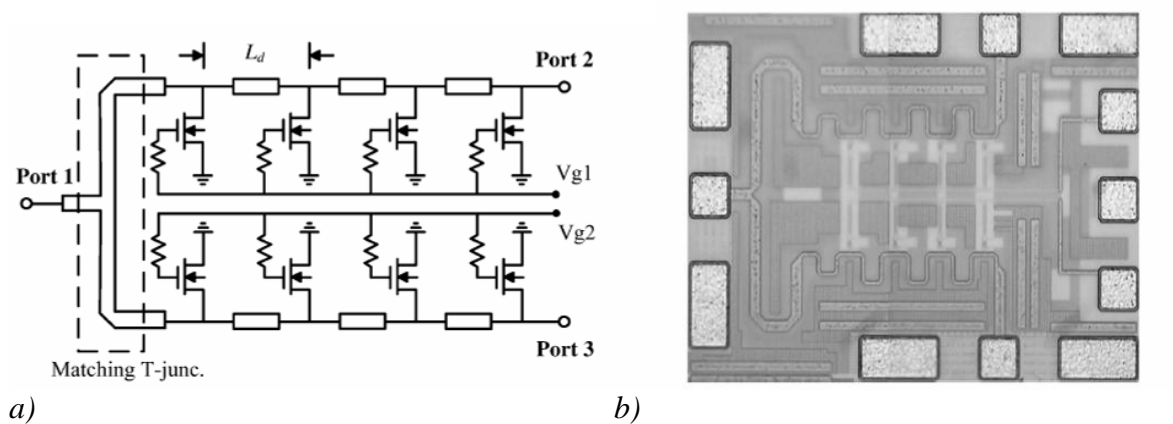 L_d
Port 2
Port 1
Vg1
Vg2
Port 3
Matching T-junc.
a)
b)